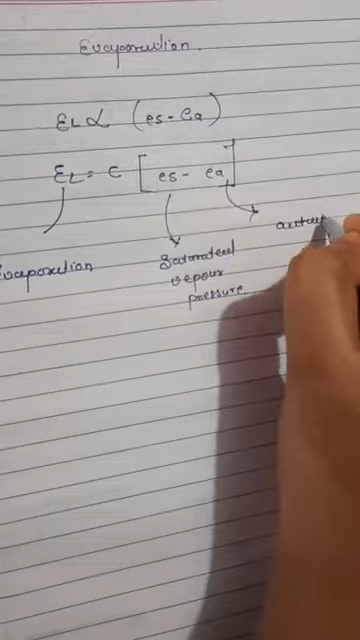 Evaporation.
EL ∝ (es - ea)
EL = C [es - ea]
Evaporation
Saturated
vapour
pressure